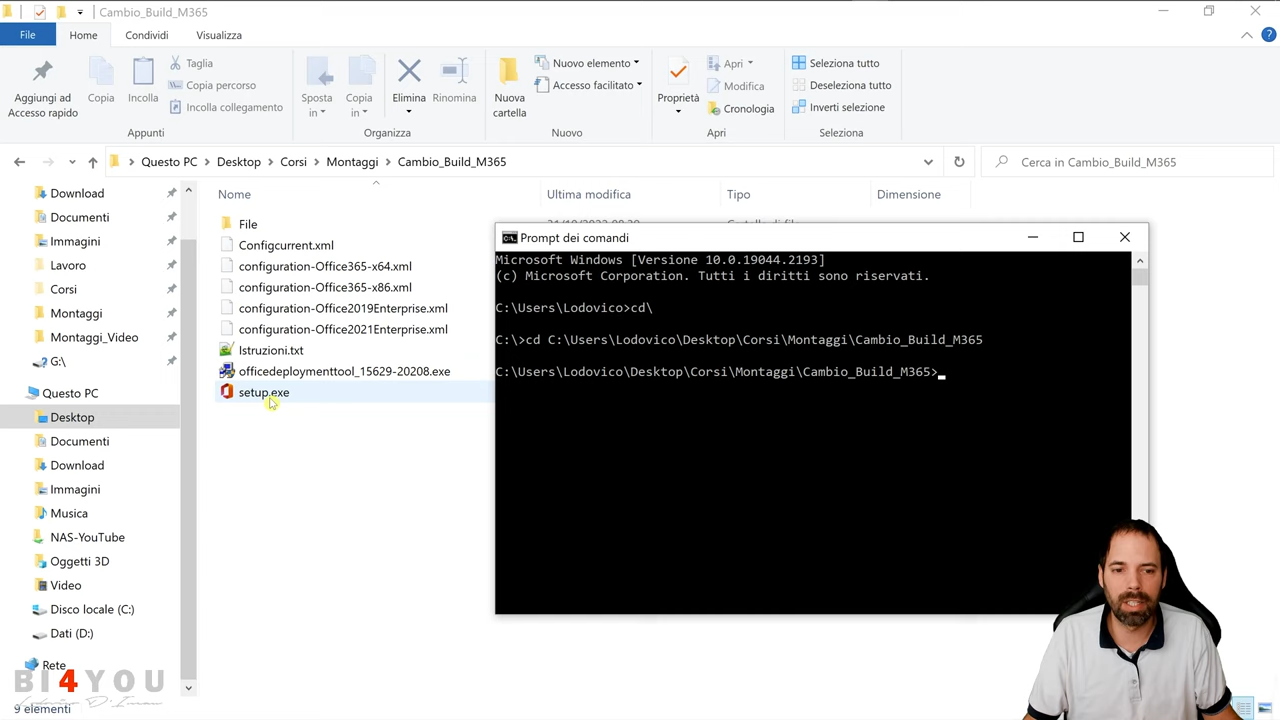 Cambio_Build_M365
File
Home
Condividi
Visualizza
Aggiungi ad
Accesso rapido
Copia
Incolla
Taglia
Copia percorso
Incolla collegamento
Appunti
Sposta
in
Copia
in
Elimina
Rinomina
Organizza
Nuova
cartella
Nuovo elemento
Accesso facilitato
Nuovo
Proprietà
Apri
Modifica
Cronologia
Apri
Selziona tutto
Deseleziona tutto
Inverti selezione
Seleziona
Questo PC > Desktop > Corsi > Montaggi > Cambio_Build_M365
Cerca in Cambio_Build_M365
Download
Documenti
Immagini
Lavoro
Corsi
Montaggi
Montaggi_Video
G:\
Questo PC
Desktop
Documenti
Download
Immagini
Musica
NAS-YouTube
Oggetti 3D
Video
Disco locale (C:)
Dati (D:)
Rete
9 elementi
Nome
Ultima modifica
Tipo
Dimensione
File
Configcurrent.xml
configuration-Office365-x64.xml
configuration-Office365-x86.xml
configuration-Office2019Enterprise.xml
configuration-Office2021Enterprise.xml
Istruzioni.txt
officedeploymenttool_15629-20208.exe
setup.exe
Prompt dei comandi
Microsoft Windows [Versione 10.0.19044.2193]
(c) Microsoft Corporation. Tutti i diritti sono riservati.
C:\Users\Lodovico>cd\
C:\>cd C:\Users\Lodovico\Desktop\Corsi\Montaggi\Cambio_Build_M365
C:\Users\Lodovico\Desktop\Corsi\Montaggi\Cambio_Build_M365>
BI4YOU